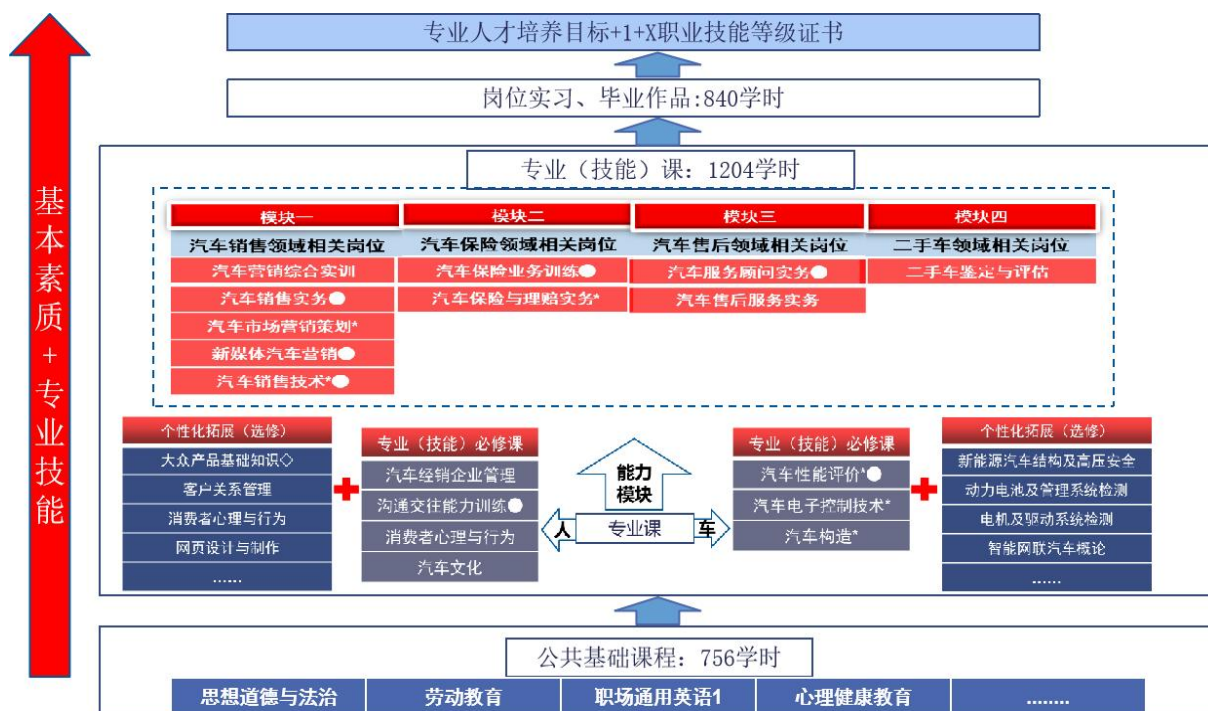 专业人才培养目标+1+X职业技能等级证书
岗位实习、毕业作品:840学时
专业（技能）课：1204学时
基本素质+专业技能
模块一
模块二
模块三
模块四
汽车销售领域相关岗位
汽车保险领域相关岗位
汽车售后领域相关岗位
二手车领域相关岗位
汽车营销综合实训
汽车保险业务训练●
汽车服务顾问实务●
二手车鉴定与评估
汽车销售实务●
汽车保险与理赔实务*
汽车售后服务实务
汽车市场营销策划*
新媒体汽车营销●
汽车销售技术*●
个性化拓展（选修）
大众产品基础知识◇
客户关系管理
消费者心理与行为
网页设计与制作
......
+
专业（技能）必修课
汽车经销企业管理
沟通交往能力训练●
消费者心理与行为
汽车文化
能力
模块
人
专业课
车
专业（技能）必修课
汽车性能评价*●
汽车电子控制技术*
汽车构造*
+
个性化拓展（选修）
新能源汽车结构及高压安全
动力电池及管理系统检测
电机及驱动系统检测
智能网联汽车概论
......
公共基础课程：756学时
思想道德与法治
劳动教育
职场通用英语1
心理健康教育
........